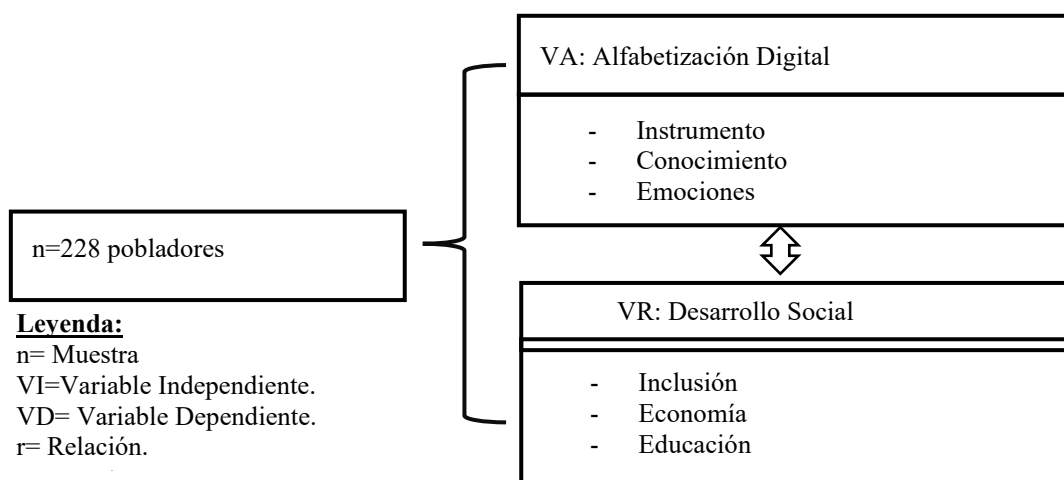 VA: Alfabetización Digital
- Instrumento
- Conocimiento
- Emociones
n=228 pobladores
VR: Desarrollo Social
- Inclusión
- Economía
- Educación
Leyenda:
n= Muestra
VI=Variable Independiente.
VD= Variable Dependiente.
r= Relación.